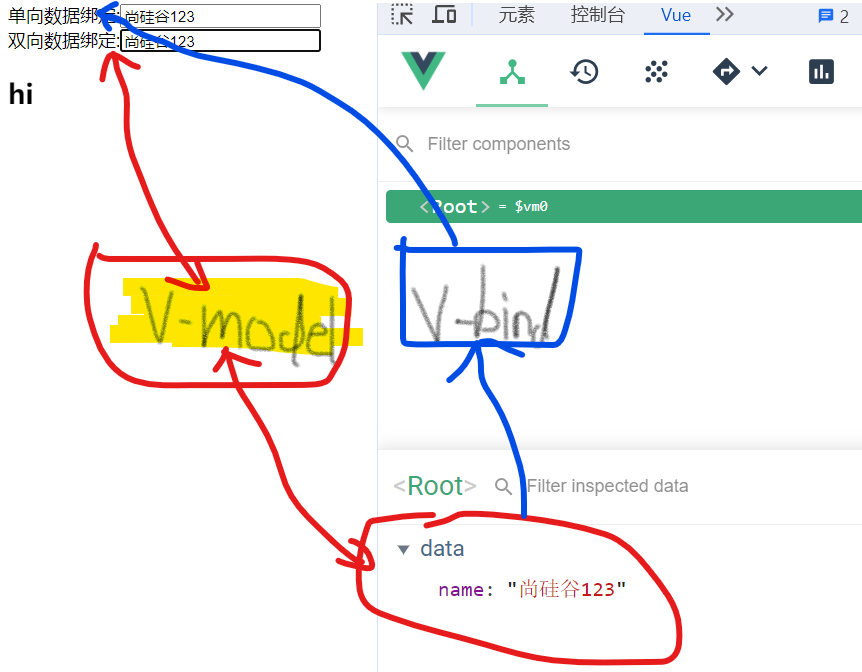 单向数据绑定:尚硅谷123
双向数据绑定:尚硅谷123
hi
元素 控制台 Vue 2
Filter components
<Root> = $vm0
V-model
V-bind
<Root> Filter inspected data
data
name: "尚硅谷123"